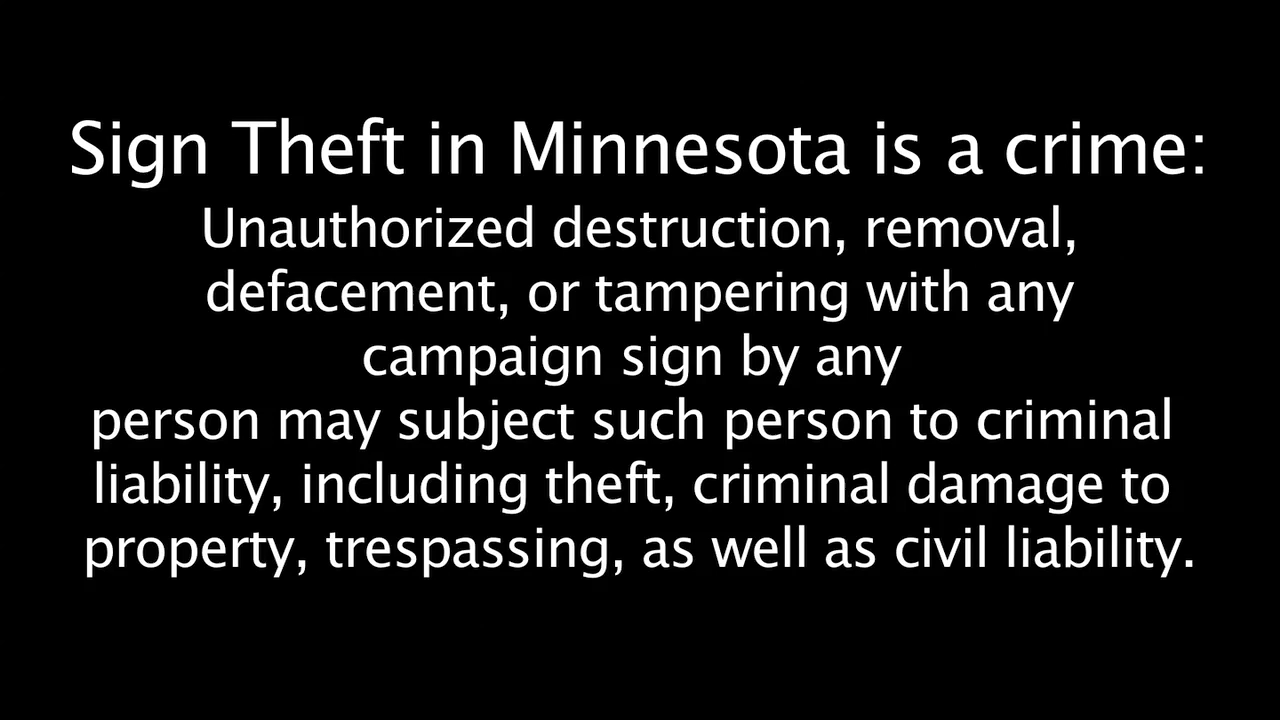 Sign Theft in Minnesota is a crime:
Unauthorized destruction, removal,
defacement, or tampering with any
campaign sign by any
person may subject such person to criminal
liability, including theft, criminal damage to
property, trespassing, as well as civil liability.